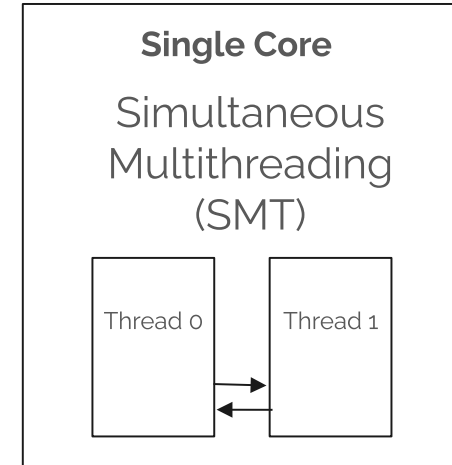 Single Core
Simultaneous
Multithreading
(SMT)
Thread 0
Thread 1